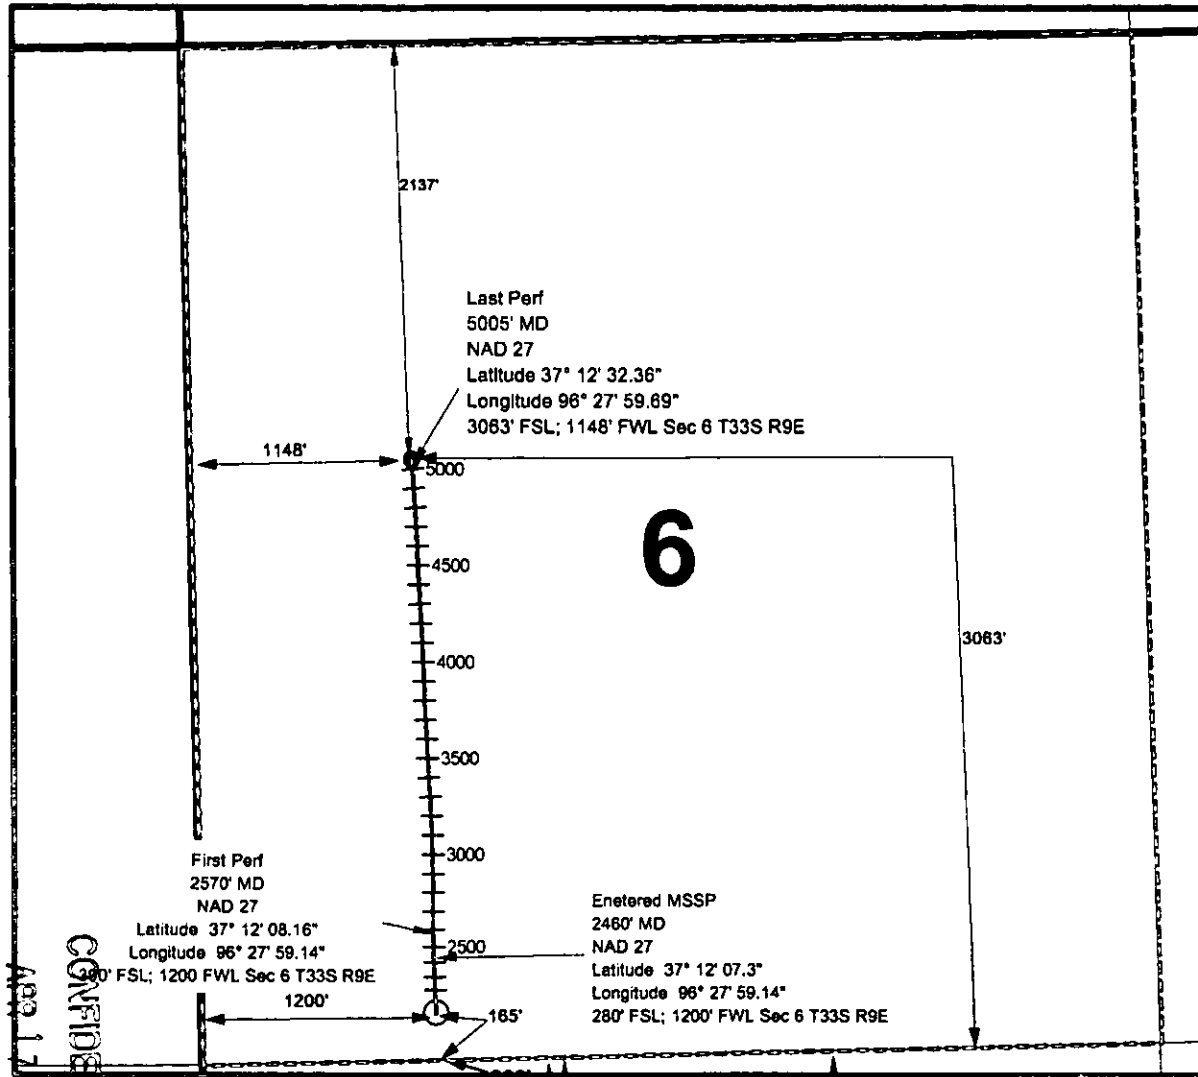 2137'
Last Perf
5005' MD
NAD 27
Latitude 37° 12' 32.36"
Longitude 96° 27' 59.69"
3063' FSL; 1148' FWL Sec 6 T33S R9E
1148'
5000
6
4500
3063'
4000
3500
3000
First Perf
2570' MD
NAD 27
Latitude 37° 12' 08.16"
Longitude 96° 27' 59.14"
FSL; 1200 FWL Sec 6 T33S R9E
2500
Enetered MSSP
2460' MD
NAD 27
Latitude 37° 12' 07.3"
Longitude 96° 27' 59.14"
280' FSL; 1200' FWL Sec 6 T33S R9E
1200'
165'
CONFIDE